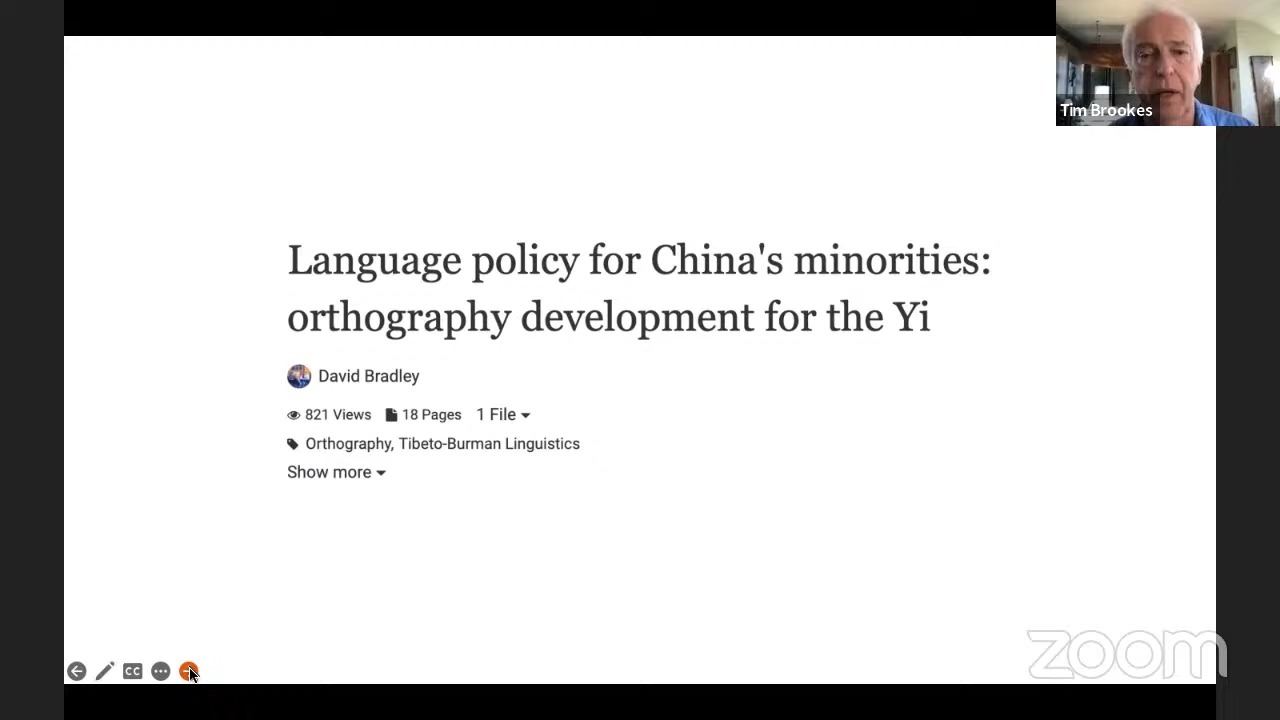 Tim Brookes
Language policy for China's minorities:
orthography development for the Yi
David Bradley
821 Views 18 Pages 1 File
Orthography, Tibeto-Burman Linguistics
Show more
CC
zoom